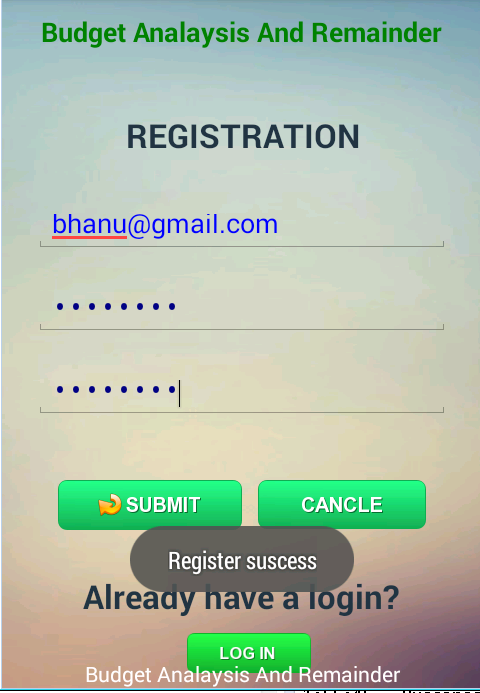 Budget Analaysis And Remainder
REGISTRATION
bhanu@gmail.com
SUBMIT
CANCLE
Register suscess
Already have a login?
LOG IN
Budget Analaysis And Remainder